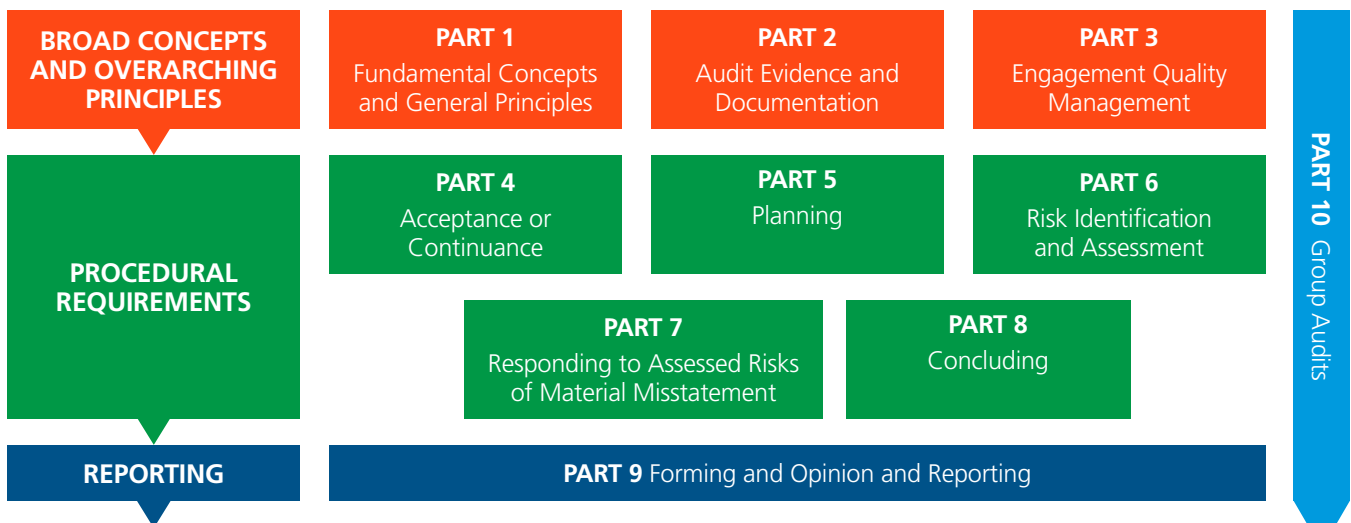 BROAD CONCEPTS
AND OVERARCHING
PRINCIPLES
PART 1
Fundamental Concepts
and General Principles
PART 2
Audit Evidence and
Documentation
PART 3
Engagement Quality
Management
PROCEDURAL
REQUIREMENTS
PART 4
Acceptance or
Continuance
PART 5
Planning
PART 6
Risk Identification
and Assessment
PART 7
Responding to Assessed Risks
of Material Misstatement
PART 8
Concluding
REPORTING
PART 9 Forming and Opinion and Reporting
PART 10 Group Audits